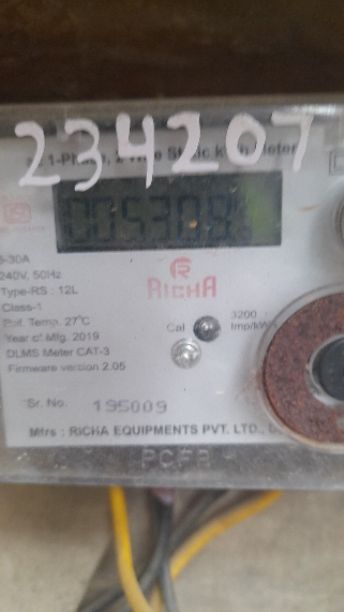 234207
1-Phase, 2 Wire Static kWh Meter
005308
5-30A
240V, 50Hz
RICHA
Type-RS : 12L
Class-1
Cal
3200
Imp/kW
Ref. Temp. 27°C
Year of Mfg. 2019
DLMS Meter CAT-3
Firmware version 2.05
Sr. No. 195009
Mfrs : RICHA EQUIPMENTS PVT. LTD.,